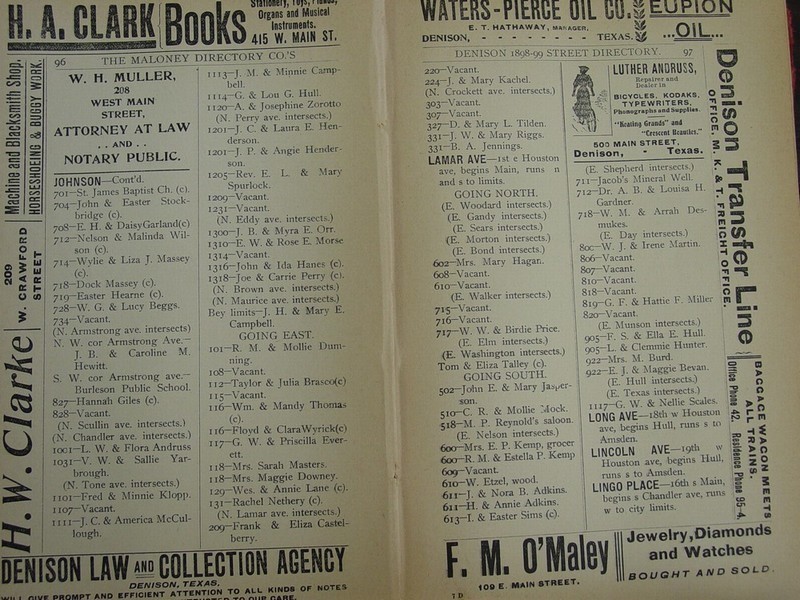 H. A. CLARK
Books
Stationery, Toys,
Organs and Musical
Instruments.
415 W. MAIN ST.
96 THE MALONEY DIRECTORY CO.'S
Machine and Blacksmith Shop.
HORSESHOEING & BUGGY WORK.
209
W. CRAWFORD
STREET
H. W. Clarke
W. H. MULLER,
208
WEST MAIN
STREET,
ATTORNEY AT LAW
. . AND . .
NOTARY PUBLIC.
JOHNSON—Cont'd.
701—St. James Baptist Ch. (c).
704—John & Easter Stock-
bridge (c).
708—E. H. & DaisyGarland(c)
712—Nelson & Malinda Wil-
son (c).
714—Wylie & Liza J. Massey
(c).
718—Dock Massey (c).
719—Easter Hearne (c).
728—W. G. & Lucy Beggs.
734—Vacant.
(N. Armstrong ave. intersects)
N. W. cor Armstrong Ave.—
J. B. & Caroline M.
Hewitt.
S. W. cor Armstrong ave.—
Burleson Public School.
827—Hannah Giles (c).
828—Vacant.
(N. Scullin ave. intersects.)
(N. Chandler ave. intersects.)
1001—L. W. & Flora Andruss
1031—V. W. & Sallie Yar-
brough.
(N. Tone ave. intersects.)
1101—Fred & Minnie Klopp.
1107—Vacant.
1111—J. C. & America McCul-
lough.
1113—J. M. & Minnie Camp-
bell.
1114—G. & Lou G. Hull.
1120—A. & Josephine Zorotto
(N. Perry ave. intersects.)
1201—J. C. & Laura E. Hen-
derson.
1201—J. P. & Angie Hender-
son.
1205—Rev. E. L. & Mary
Spurlock.
1209—Vacant.
1231—Vacant.
(N. Eddy ave. intersects.)
1300—J. B. & Myra E. Orr.
1310—E. W. & Rose E. Morse
1314—Vacant.
1316—John & Ida Hanes (c).
1318—Joe & Carrie Perry (c).
(N. Brown ave. intersects.)
(N. Maurice ave. intersects.)
Bey limits—J. H. & Mary E.
Campbell.
GOING EAST.
101—R. M. & Mollie Dun-
ning.
108—Vacant.
112—Taylor & Julia Brasco(c)
115—Vacant.
116—Wm. & Mandy Thomas
(c).
116—Floyd & ClaraWyrick(c)
117—G. W. & Priscilla Ever-
ett.
118—Mrs. Sarah Masters.
118—Mrs. Maggie Downey.
129—Wes. & Annie Lane (c).
131—Rachel Nethery (c).
(N. Lamar ave. intersects.)
209—Frank & Eliza Castel-
berry.
DENISON LAW AND COLLECTION AGENCY
DENISON, TEXAS,
WILL GIVE PROMPT AND EFFICIENT ATTENTION TO ALL KINDS OF NOTES
TO OUR CARE.
WATERS-PIERCE OIL CO.
E. T. HATHAWAY, MANAGER,
DENISON, - - - - - - - - TEXAS.
EUPION
...OIL...
DENISON 1898-99 STREET DIRECTORY. 97
220—Vacant.
224—J. & Mary Kachel.
(N. Crockett ave. intersects.)
303—Vacant.
307—Vacant.
327—D. & Mary L. Tilden.
331—J. W. & Mary Riggs.
331—B. A. Jennings.
LAMAR AVE—1st e Houston
ave, begins Main, runs n
and s to limits.
GOING NORTH.
(E. Woodard intersects.)
(E. Gandy intersects.)
(E. Sears intersects.)
(E. Morton intersects.)
(E. Bond intersects.)
602—Mrs. Mary Hagan.
608—Vacant.
610—Vacant.
(E. Walker intersects.)
715—Vacant.
716—Vacant.
717—W. W. & Birdie Price.
(E. Elm intersects.)
(E. Washington intersects.)
Tom & Eliza Talley (c).
GOING SOUTH.
502—John E. & Mary Jasper-
son.
510—C. R. & Mollie Mock.
518—M. P. Reynold's saloon.
(E. Nelson intersects.)
600—Mrs. E. P. Kemp, grocer
600—R. M. & Estella P. Kemp
609—Vacant.
610—W. Etzel, wood.
611—J. & Nora B. Adkins.
611—H. & Annie Adkins.
613—I. & Easter Sims (c).
LUTHER ANDRUSS,
Repairer and
Dealer in
BICYCLES, KODAKS,
TYPEWRITERS,
Phonographs and Supplies.
"Keating Grands" and
"Crescent Beauties."
500 MAIN STREET,
Denison, - Texas.
(E. Shepherd intersects.)
711—Jacob's Mineral Well.
712—Dr. A. B. & Louisa H.
Gardner.
718—W. M. & Arrah Des-
mukes.
(E. Day intersects.)
800—W. J. & Irene Martin.
806—Vacant.
807—Vacant.
810—Vacant.
818—Vacant.
819—G. F. & Hattie F. Miller
820—Vacant.
(E. Munson intersects.)
905—F. S. & Ella E. Hull.
905—L. & Clemmie Hunter.
922—Mrs. M. Burd.
922—E. J. & Maggie Bevan.
(E. Hull intersects.)
(E. Texas intersects.)
1117—G. W. & Nellie Scales.
LONG AVE—18th w Houston
ave, begins Hull, runs s to
Amsden.
LINCOLN AVE—19th w
Houston ave, begins Hull,
runs s to Amsden.
LINGO PLACE—16th s Main,
begins s Chandler ave, runs
w to city limits.
Denison Transfer Line
OFFICE, M. K. & T. FREIGHT OFFICE.
BAGGAGE WAGON MEETS
ALL TRAINS.
Office Phone 42. Residence Phone 95-4.
F. M. O'Maley
109 E. MAIN STREET.
Jewelry, Diamonds
and Watches
BOUGHT AND SOLD.
7 D